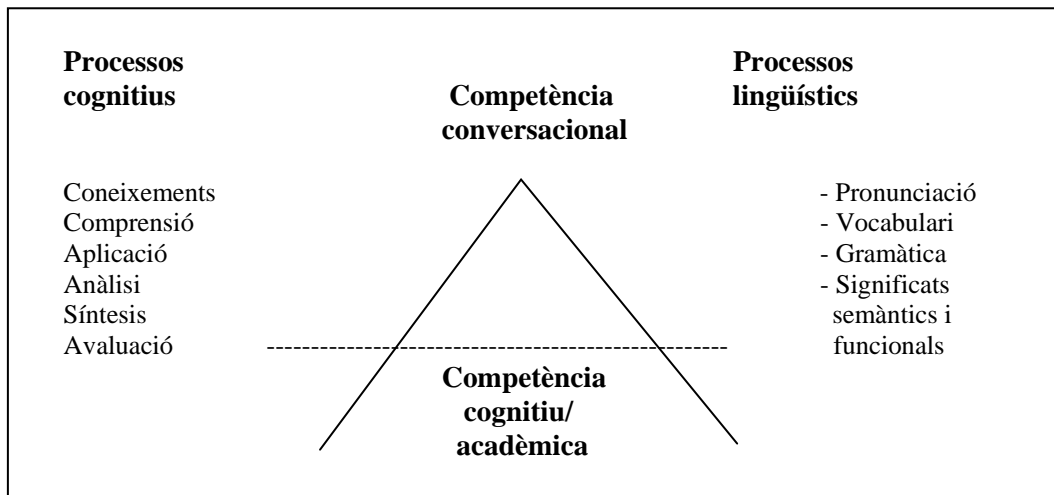 Processos
cognitius
Processos
lingüístics
Competència
conversacional
Coneixements
Comprensió
Aplicació
Anàlisi
Síntesis
Avaluació
- Pronunciació
- Vocabulari
- Gramàtica
- Significats
semàntics i
funcionals
Competència
cognitiu/
acadèmica